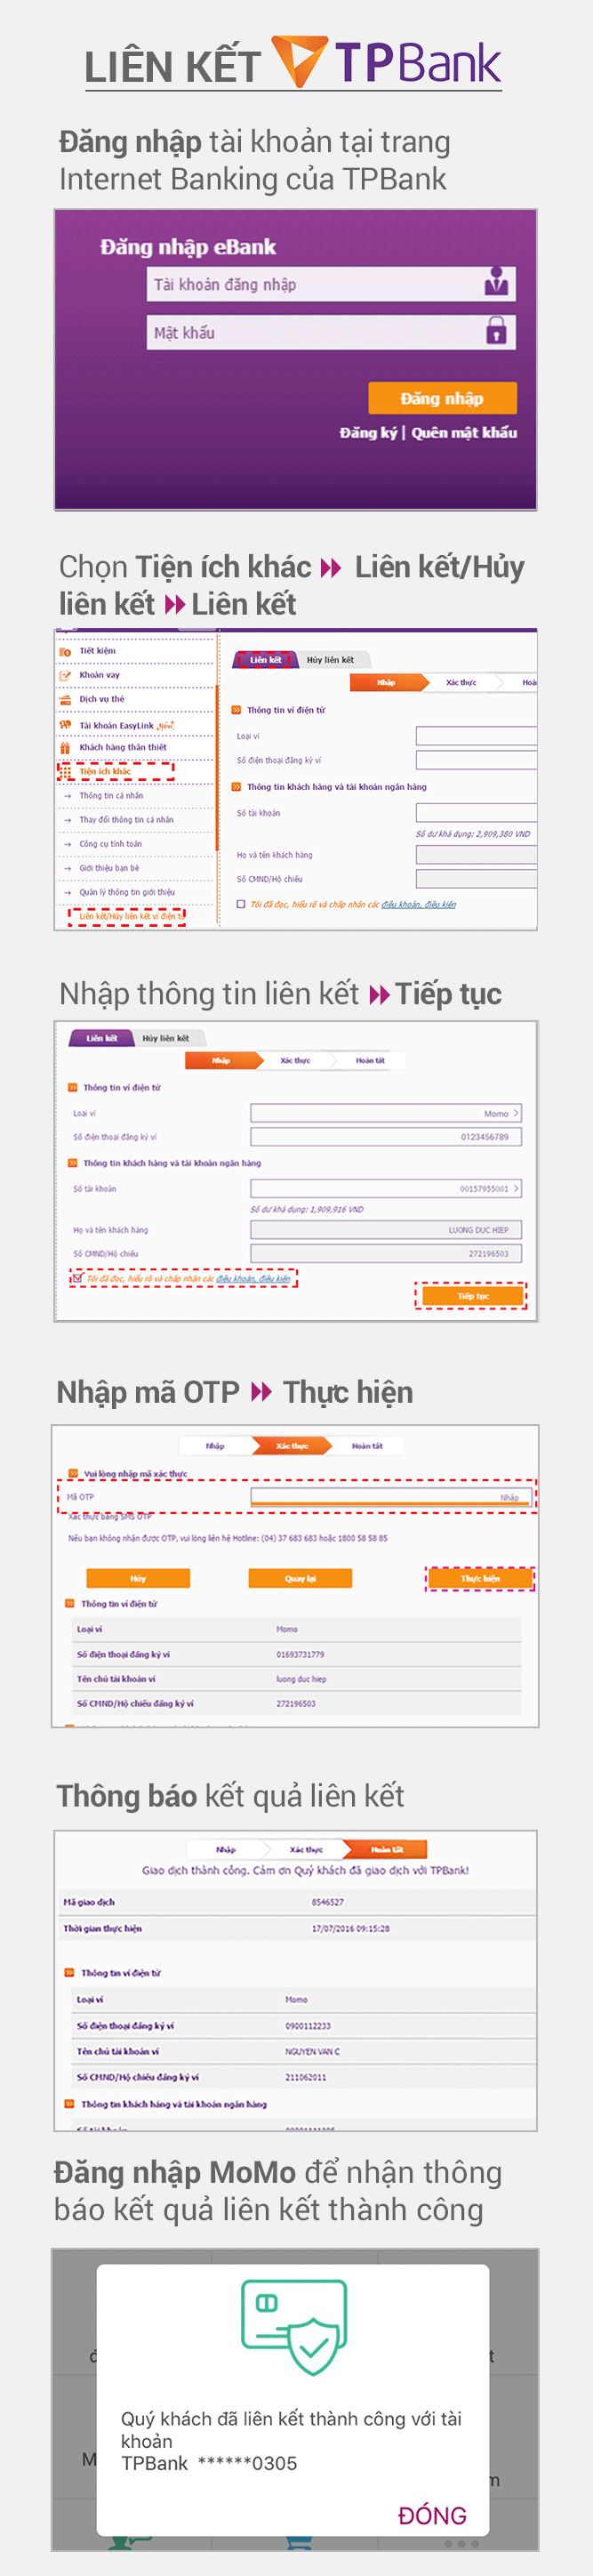 LIÊN KẾT TPBank
Đăng nhập tài khoản tại trang
Internet Banking của TPBank
Đăng nhập eBank
Tài khoản đăng nhập
Mật khẩu
Đăng nhập
Đăng ký | Quên mật khẩu
Chọn Tiện ích khác Liên kết/Hủy
liên kết Liên kết
Tiết kiệm
Khoản vay
Dịch vụ thẻ
Tài khoản EasyLink New
Khách hàng thân thiết
Tiện ích khác
Thông tin cá nhân
Thay đổi thông tin cá nhân
Công cụ tính toán
Giới thiệu bạn bè
Quản lý thông tin giới thiệu
Liên kết/Hủy liên kết ví điện tử
Liên kết Hủy liên kết
Nhập Xác thực Hoà
Thông tin ví điện tử
Loại ví
Số điện thoại đăng ký ví
Thông tin khách hàng và tài khoản ngân hàng
Số tài khoản
Số dư khả dụng: 2,909,380 VND
Họ và tên khách hàng
Số CMND/Hộ chiếu
Tôi đã đọc, hiểu rõ và chấp nhận các điều khoản, điều kiện
Nhập thông tin liên kết Tiếp tục
Liên kết Hủy liên kết
Nhập Xác thực Hoàn tất
Thông tin ví điện tử
Loại ví Momo
Số điện thoại đăng ký ví 0123456789
Thông tin khách hàng và tài khoản ngân hàng
Số tài khoản 00157955001
Số dư khả dụng: 1,909,916 VND
Họ và tên khách hàng LUONG DUC HIEP
Số CMND/Hộ chiếu 272196503
Tôi đã đọc, hiểu rõ và chấp nhận các điều khoản, điều kiện
Tiếp tục
Nhập mã OTP Thực hiện
Nhập Xác thực Hoàn tất
Vui lòng nhập mã xác thực
Mã OTP Nhập
Xác thực bằng SMS OTP
Nếu bạn không nhận được OTP, vui lòng liên hệ Hotline: (04) 37 683 683 hoặc 1800 58 58 85
Hủy Quay lại Thực hiện
Thông tin ví điện tử
Loại ví Momo
Số điện thoại đăng ký ví 01693731779
Tên chủ tài khoản ví luong duc hiep
Số CMND/Hộ chiếu đăng ký ví 272196503
Thông báo kết quả liên kết
Nhập Xác thực Hoàn tất
Giao dịch thành công. Cảm ơn Quý khách đã giao dịch với TPBank!
Mã giao dịch 8546527
Thời gian thực hiện 17/07/2016 09:15:28
Thông tin ví điện tử
Loại ví Momo
Số điện thoại đăng ký ví 0900112233
Tên chủ tài khoản ví NGUYEN VAN C
Số CMND/Hộ chiếu đăng ký ví 211062011
Thông tin khách hàng và tài khoản ngân hàng
Đăng nhập MoMo để nhận thông
báo kết quả liên kết thành công
Quý khách đã liên kết thành công với tài
khoản
TPBank ******0305
ĐÓNG